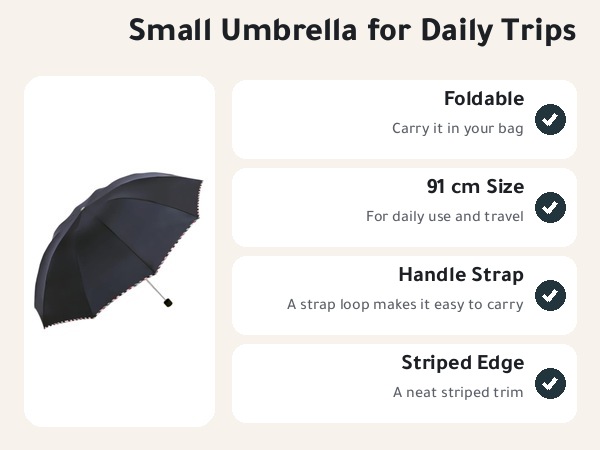 Small Umbrella for Daily Trips
Foldable
Carry it in your bag
91 cm Size
For daily use and travel
Handle Strap
A strap loop makes it easy to carry
Striped Edge
A neat striped trim